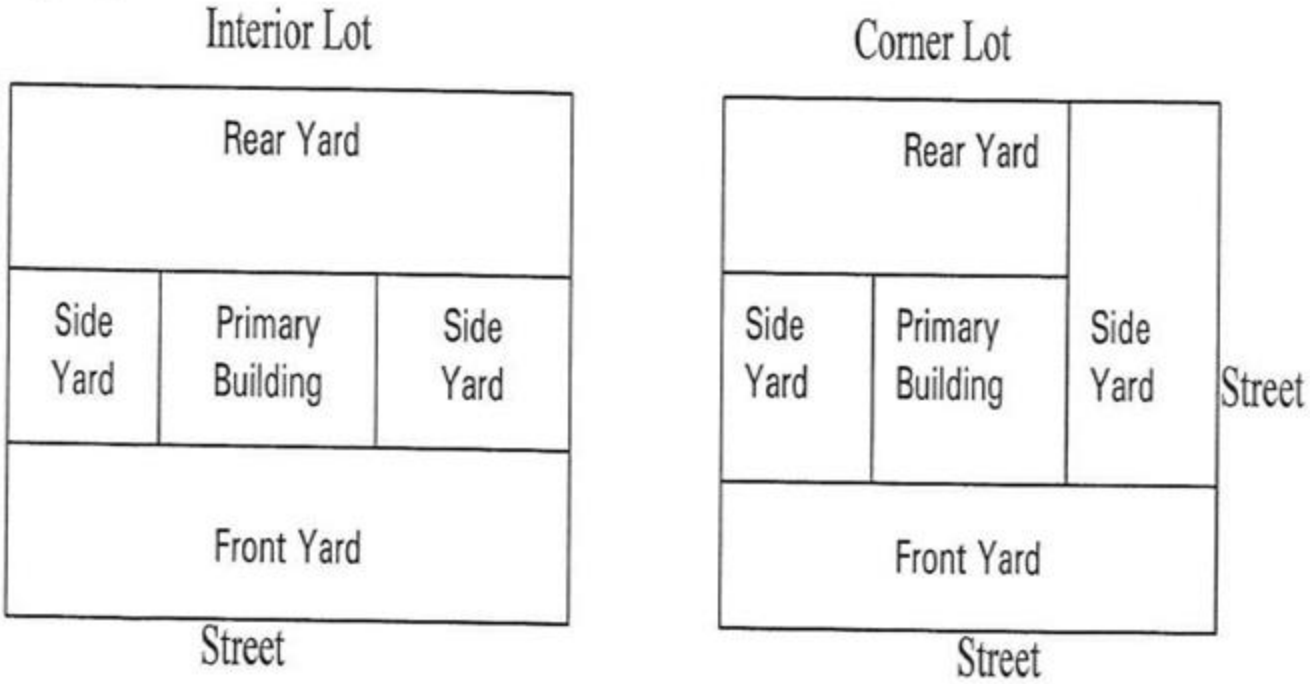 Interior Lot
Rear Yard
Side
Yard
Primary
Building
Side
Yard
Front Yard
Street
Corner Lot
Rear Yard
Side
Yard
Primary
Building
Side
Yard
Street
Front Yard
Street